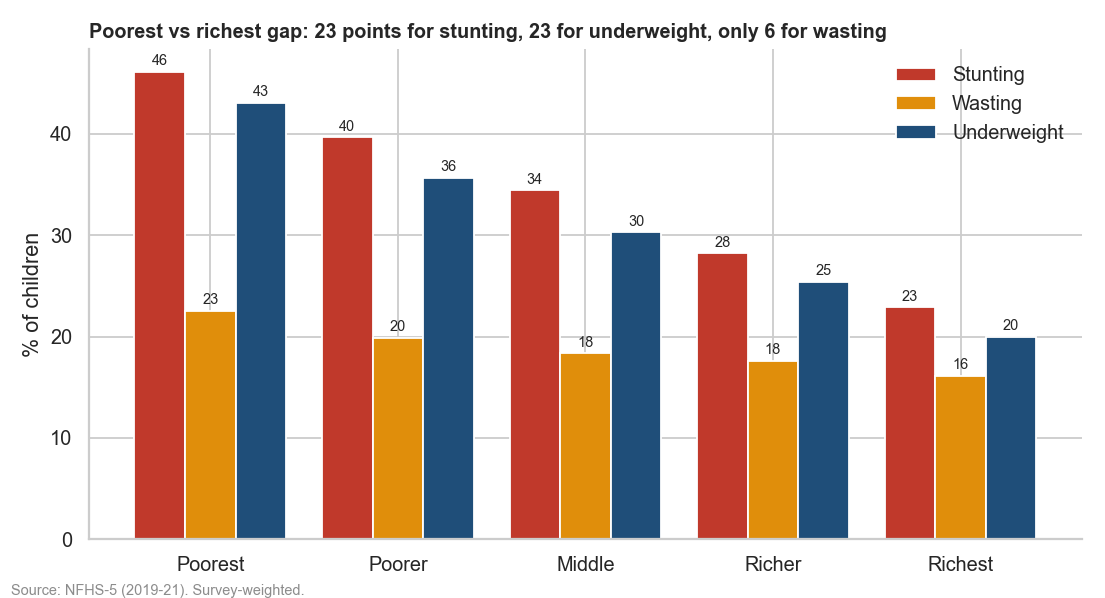 Poorest vs richest gap: 23 points for stunting, 23 for underweight, only 6 for wasting
Stunting
Wasting
Underweight
% of children
40
30
20
10
0
46
23
43
40
20
36
34
18
30
28
18
25
23
16
20
Poorest
Poorer
Middle
Richer
Richest
Source: NFHS-5 (2019-21). Survey-weighted.